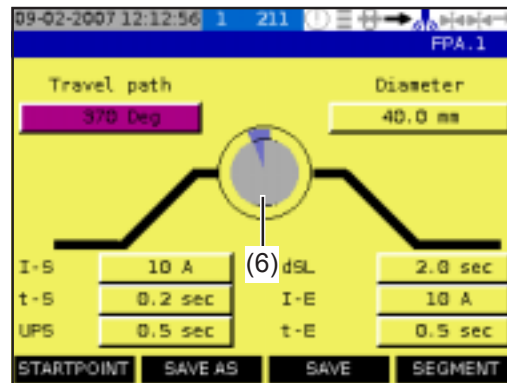 09-02-2007 12:12:56 1 211
FPA.1
Travel path Diameter
370 Deg 40.0 mm
I-S 10 A (6) dSL 2.0 sec
t-S 0.2 sec I-E 10 A
UPS 0.5 sec t-E 0.5 sec
STARTPOINT SAVE AS SAVE SEGMENT